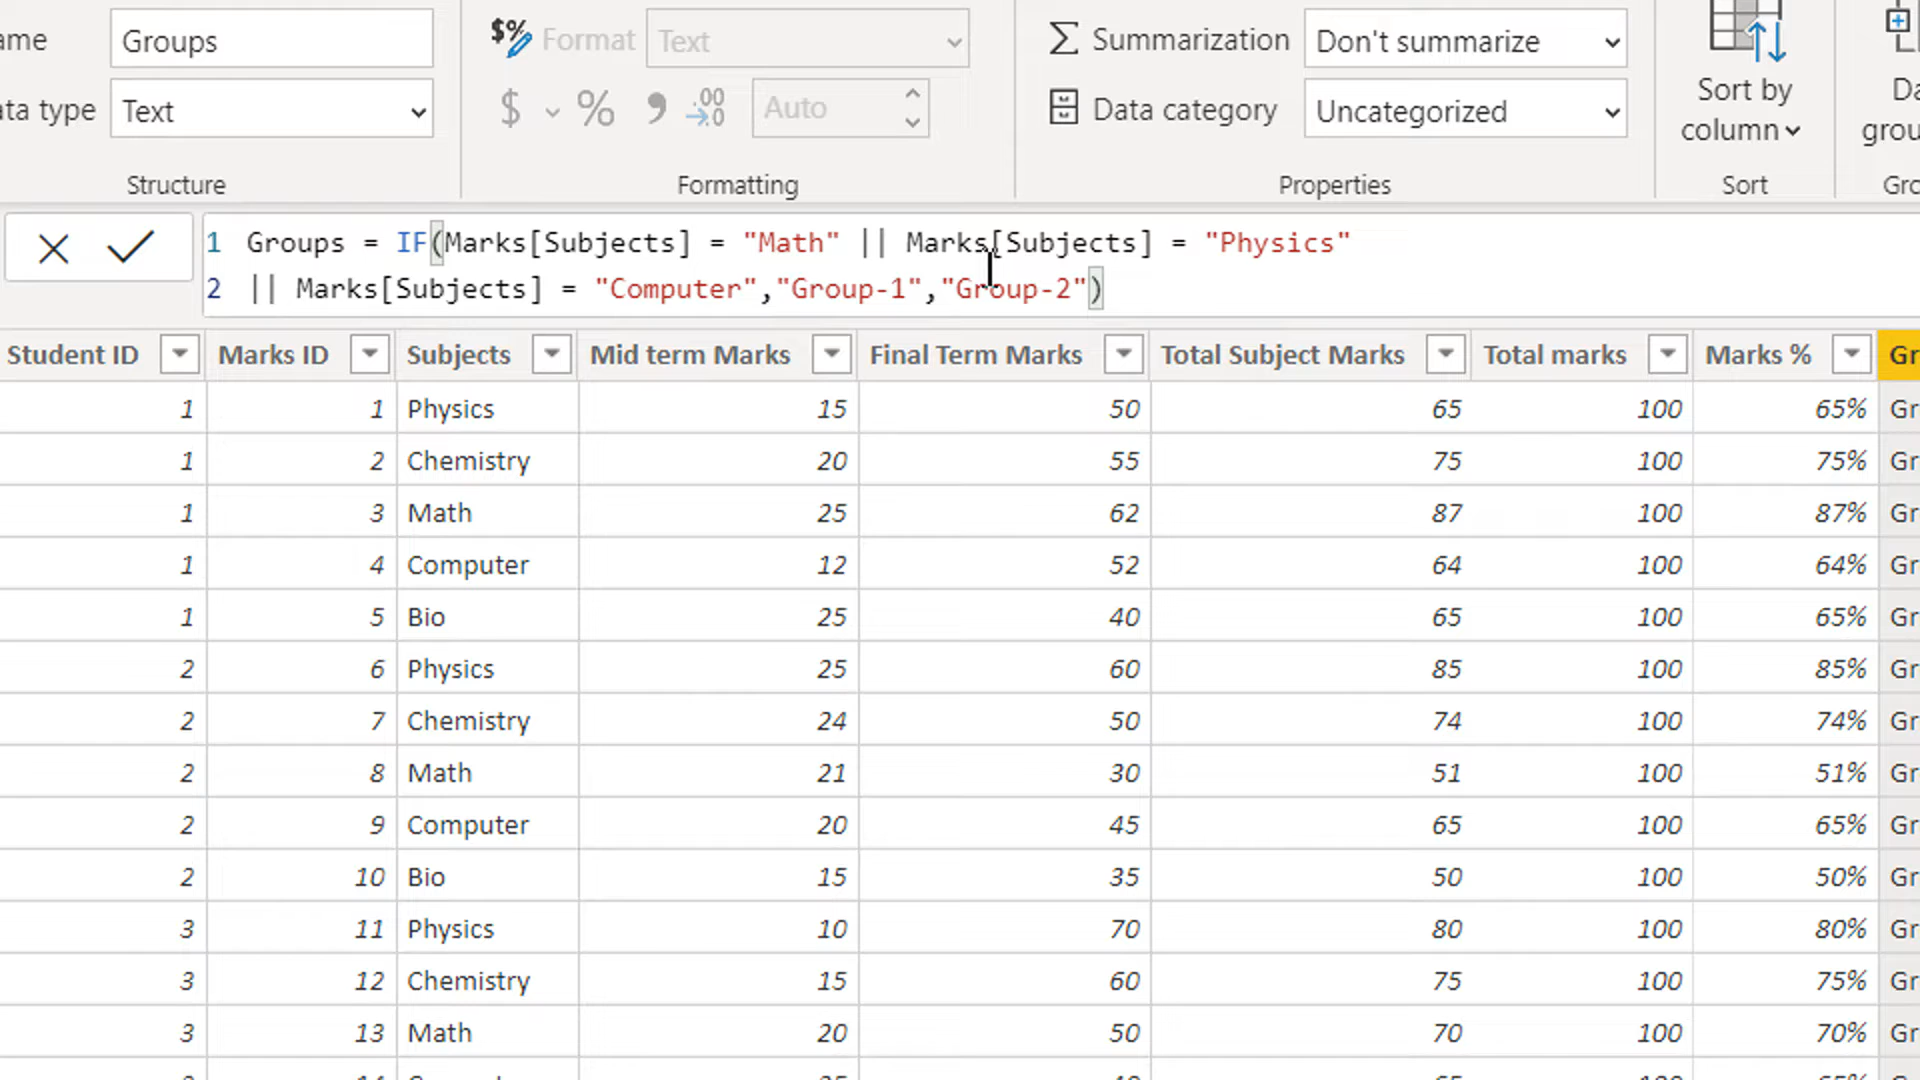 ame Groups $% Format Text Summarization Don't summarize Sort by column Da grou
ata type Text $ % 9 .00 .0 Auto Data category Uncategorized
Structure Formatting Properties Sort Gro
1 Groups = IF(Marks[Subjects] = "Math" || Marks[Subjects] = "Physics"
2 || Marks[Subjects] = "Computer","Group-1","Group-2")
Student ID Marks ID Subjects Mid term Marks Final Term Marks Total Subject Marks Total marks Marks % Gr
1 1 Physics 15 50 65 100 65% Gr
1 2 Chemistry 20 55 75 100 75% Gr
1 3 Math 25 62 87 100 87% Gr
1 4 Computer 12 52 64 100 64% Gr
1 5 Bio 25 40 65 100 65% Gr
2 6 Physics 25 60 85 100 85% Gr
2 7 Chemistry 24 50 74 100 74% Gr
2 8 Math 21 30 51 100 51% Gr
2 9 Computer 20 45 65 100 65% Gr
2 10 Bio 15 35 50 100 50% Gr
3 11 Physics 10 70 80 100 80% Gr
3 12 Chemistry 15 60 75 100 75% Gr
3 13 Math 20 50 70 100 70% Gr